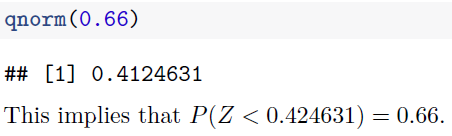 qnorm(0.66)
## [1] 0.4124631
This implies that P(Z < 0.424631) = 0.66.